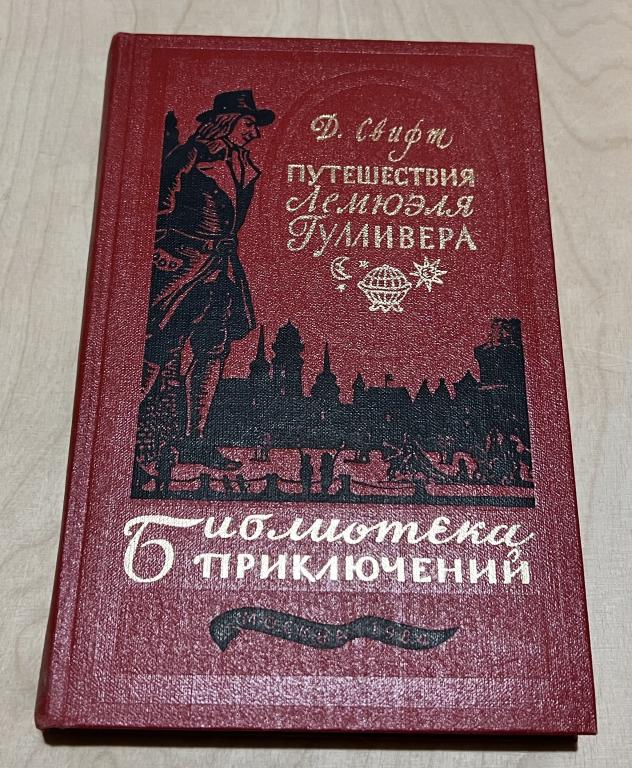 Д. Свифт
ПУТЕШЕСТВИЯ
Лемюэля
ГУЛЛИВЕРА
Библиотека
ПРИКЛЮЧЕНИЙ